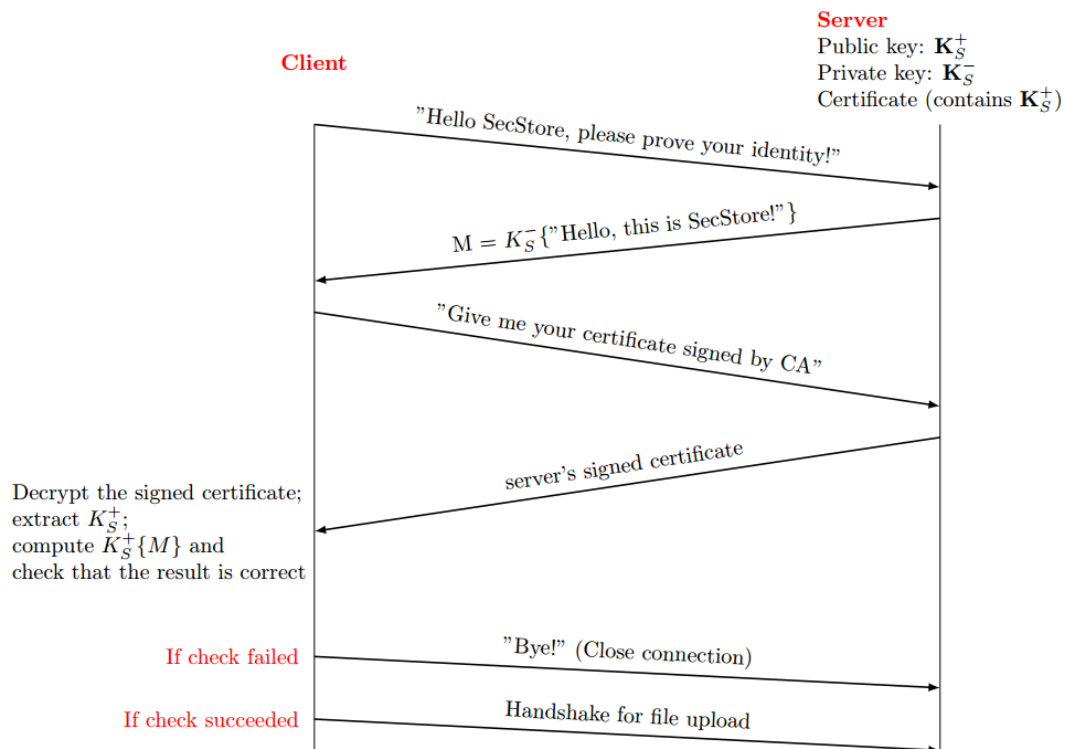 Server
Public key: K_S^+
Private key: K_S^-
Certificate (contains K_S^+)
Client
”Hello SecStore, please prove your identity!”
M = K_S^-{”Hello, this is SecStore!”}
”Give me your certificate signed by CA”
server’s signed certificate
Decrypt the signed certificate;
extract K_S^+;
compute K_S^+{M} and
check that the result is correct
”Bye!” (Close connection)
If check failed
Handshake for file upload
If check succeeded